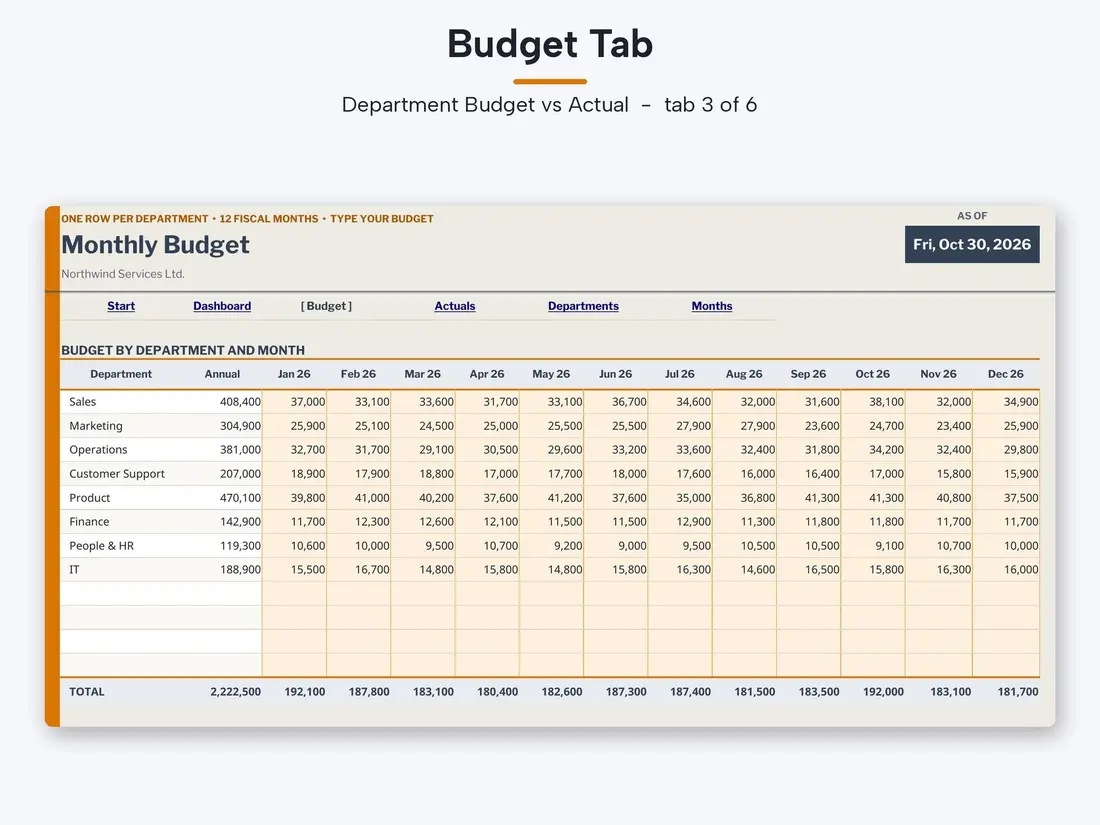 Budget Tab
Department Budget vs Actual – tab 3 of 6
ONE ROW PER DEPARTMENT • 12 FISCAL MONTHS • TYPE YOUR BUDGET
AS OF
Monthly Budget
Fri, Oct 30, 2026
Northwind Services Ltd.
Start Dashboard [ Budget ] Actuals Departments Months
BUDGET BY DEPARTMENT AND MONTH
Department Annual Jan 26 Feb 26 Mar 26 Apr 26 May 26 Jun 26 Jul 26 Aug 26 Sep 26 Oct 26 Nov 26 Dec 26
Sales 408,400 37,000 33,100 33,600 31,700 33,100 36,700 34,600 32,000 31,600 38,100 32,000 34,900
Marketing 304,900 25,900 25,100 24,500 25,000 25,500 25,500 27,900 27,900 23,600 24,700 23,400 25,900
Operations 381,000 32,700 31,700 29,100 30,500 29,600 33,200 33,600 32,400 31,800 34,200 32,400 29,800
Customer Support 207,000 18,900 17,900 18,800 17,000 17,700 18,000 17,600 16,000 16,400 17,000 15,800 15,900
Product 470,100 39,800 41,000 40,200 37,600 41,200 37,600 35,000 36,800 41,300 41,300 40,800 37,500
Finance 142,900 11,700 12,300 12,600 12,100 11,500 11,500 12,900 11,300 11,800 11,800 11,700 11,700
People & HR 119,300 10,600 10,000 9,500 10,700 9,200 9,000 9,500 10,500 10,500 9,100 10,700 10,000
IT 188,900 15,500 16,700 14,800 15,800 14,800 15,800 16,300 14,600 16,500 15,800 16,300 16,000
TOTAL 2,222,500 192,100 187,800 183,100 180,400 182,600 187,300 187,400 181,500 183,500 192,000 183,100 181,700